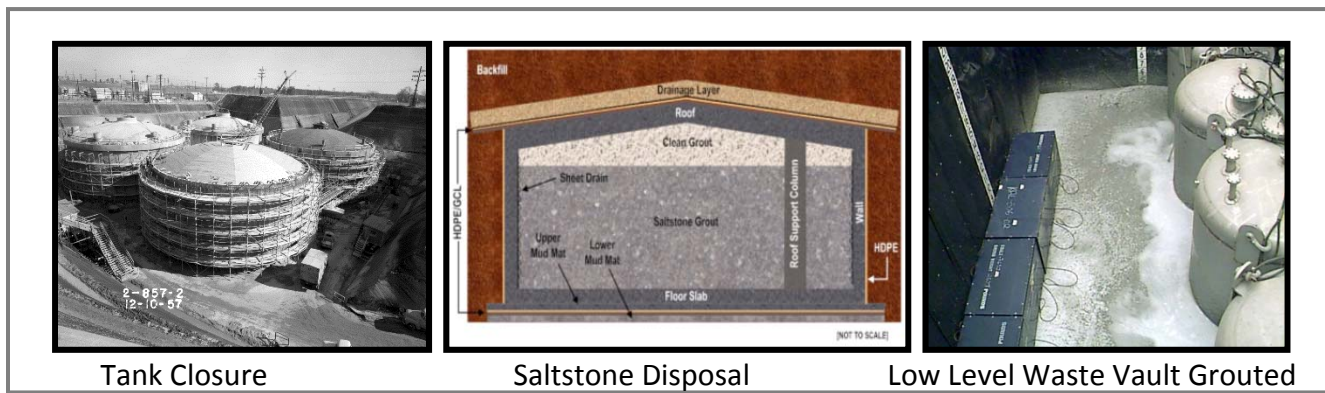 2-857-2
12-10-57
Backfill
Drainage Layer
Roof
Clean Grout
HDPE/GCL
Sheet Drain
Saltstone Grout
Roof Support Column
Wall
Upper
Mud Mat
Lower
Mud Mat
HDPE
Floor Slab
[NOT TO SCALE]
Tank Closure
Saltstone Disposal
Low Level Waste Vault Grouted